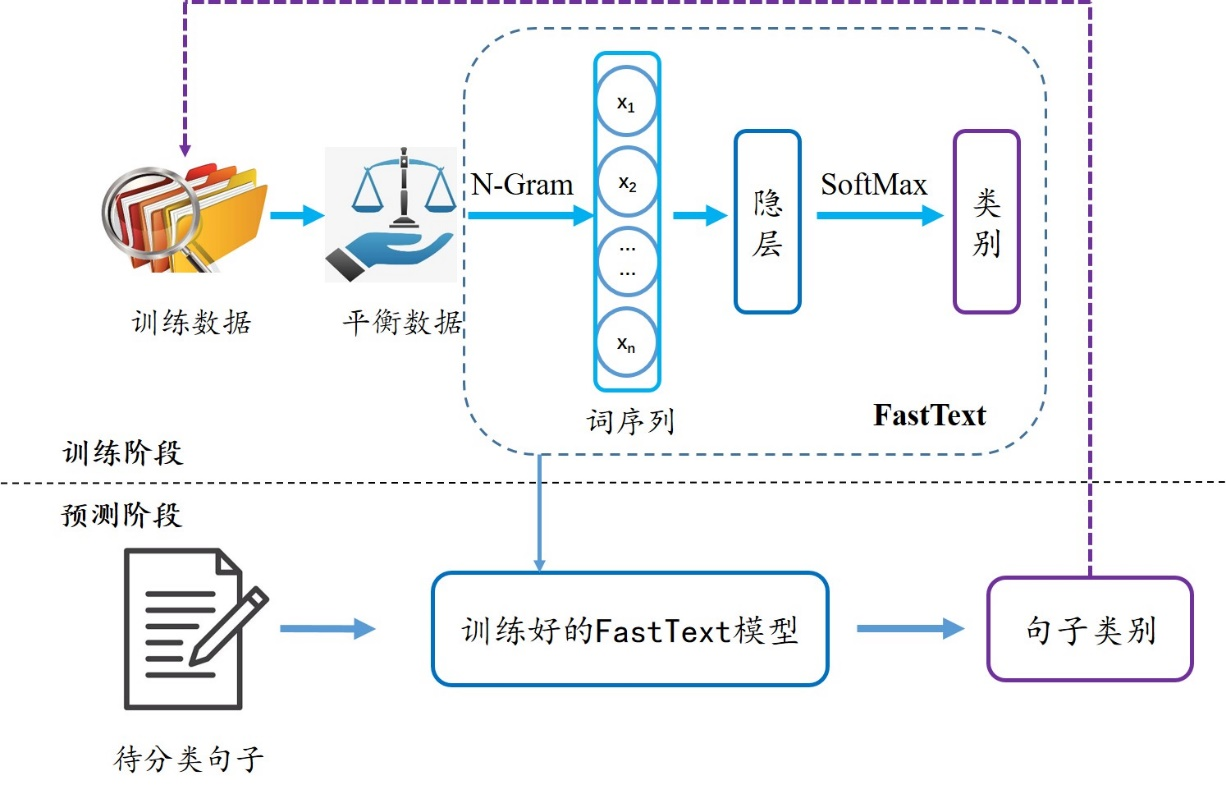 N-Gram
x1
x2
... ...
xn
隐层
SoftMax
类别
训练数据
平衡数据
词序列
FastText
训练阶段
预测阶段
训练好的FastText模型
句子类别
待分类句子